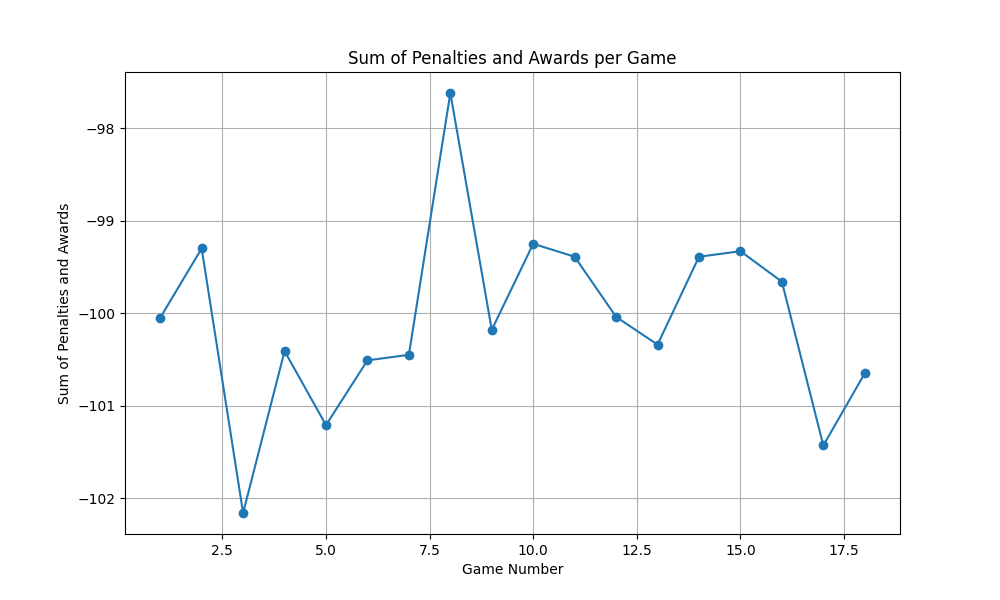 Sum of Penalties and Awards per Game
−98
−99
−100
−101
−102
Sum of Penalties and Awards
2.5 5.0 7.5 10.0 12.5 15.0 17.5
Game Number